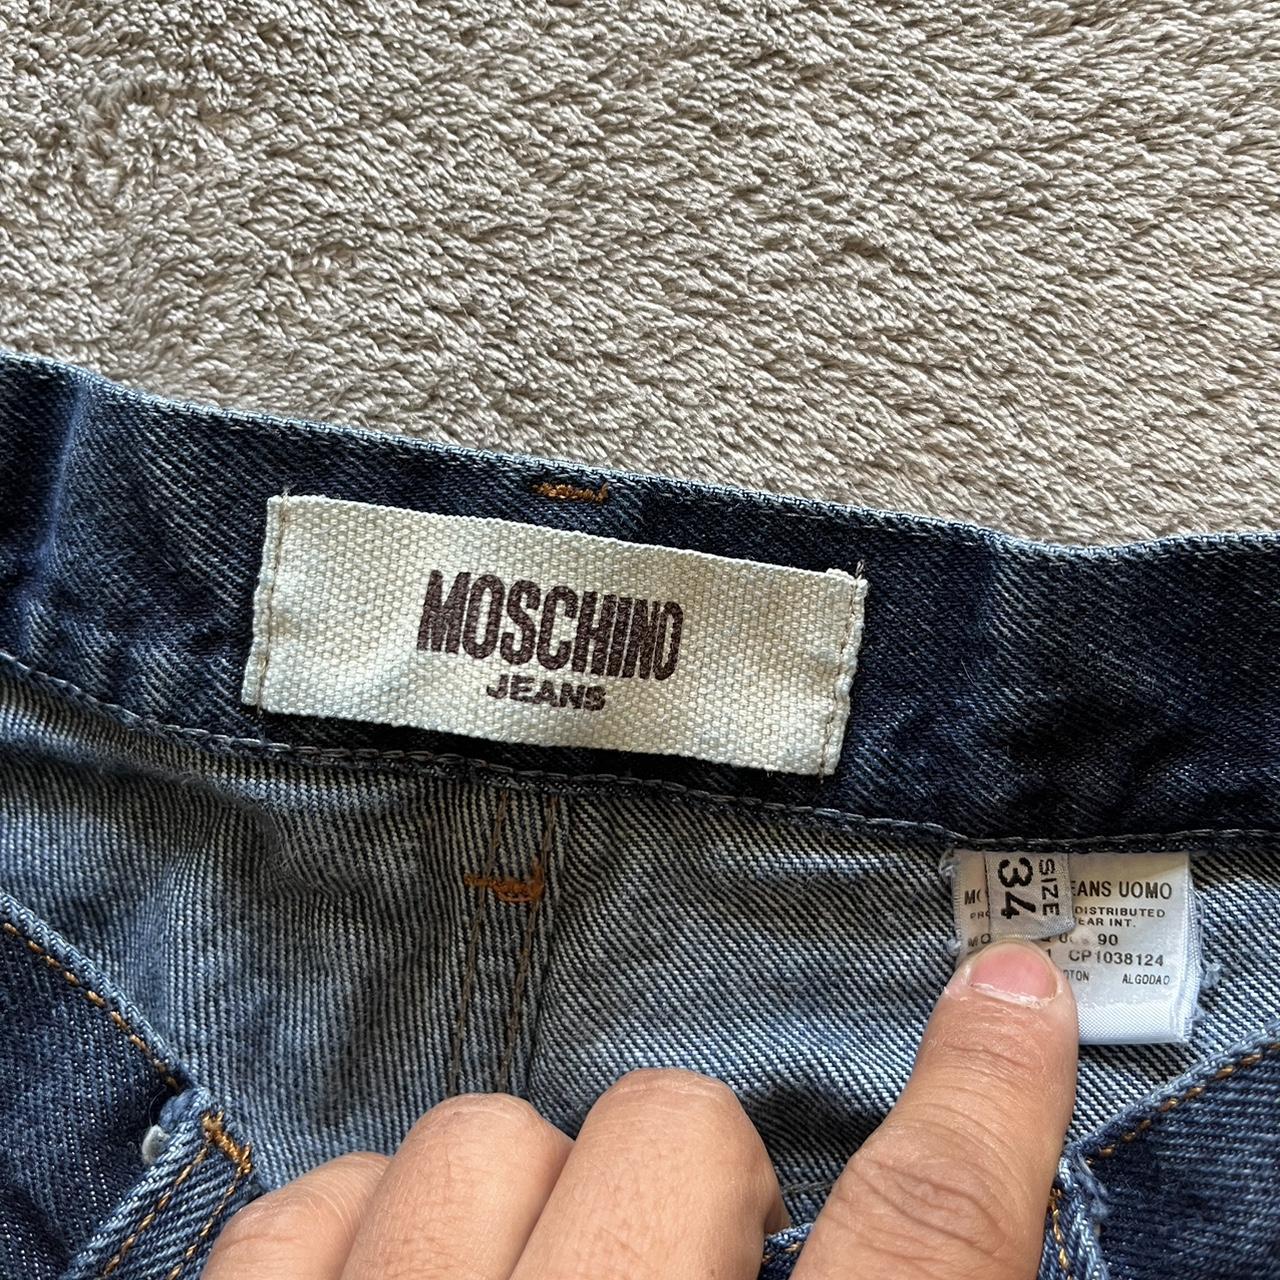 MOSCHINO
JEANS
SIZE
34
EANS UOMO
DISTRIBUTED
EAR INT.
90
CP1038124
ALGODAO